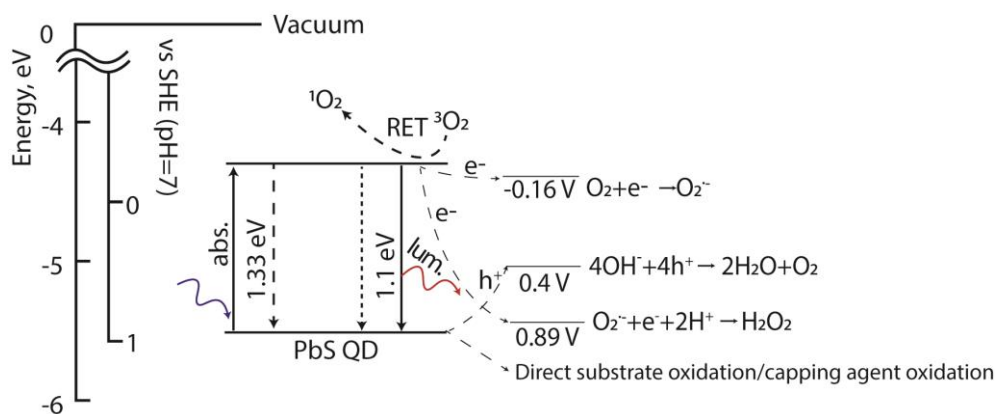 0
Vacuum
Energy, eV
vs SHE (pH=7)
-4
-5
-6
0
1
¹O₂
RET
³O₂
abs.
1.33 eV
1.1 eV
lum.
PbS QD
e-
e-
h⁺
-0.16 V O₂+e- →O₂·-
0.4 V 4OH⁻+4h⁺→ 2H₂O+O₂
0.89 V O₂·-+e-+2H⁺→H₂O₂
Direct substrate oxidation/capping agent oxidation